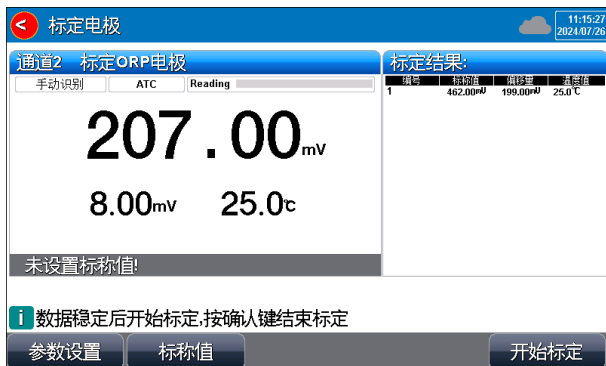 标定电极
11:15:27
2024/07/26
通道2 标定ORP电极
手动识别 ATC Reading
207.00mV
8.00mV 25.0℃
未设置标称值!
标定结果:
编号 标称值 偏移量 温度值
1 462.00mV 199.00mV 25.0℃
i 数据稳定后开始标定,按确认键结束标定
参数设置 标称值 开始标定